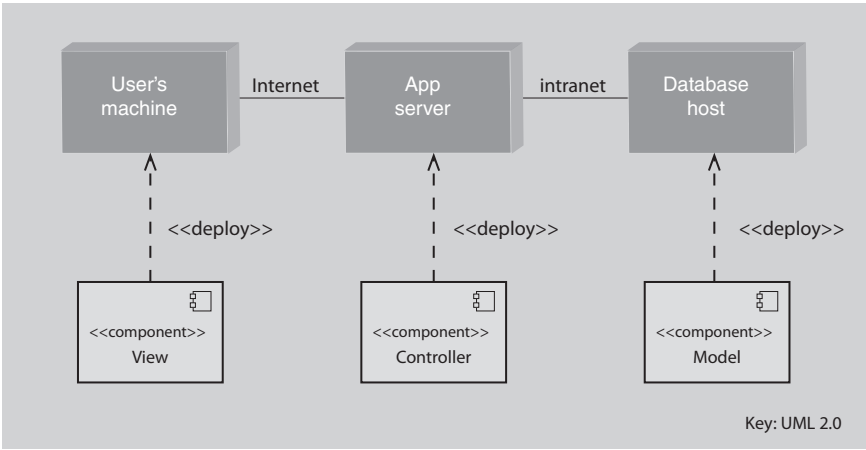 User's
machine
Internet
App
server
intranet
Database
host
<<deploy>>
<<deploy>>
<<deploy>>
<<component>>
View
<<component>>
Controller
<<component>>
Model
Key: UML 2.0